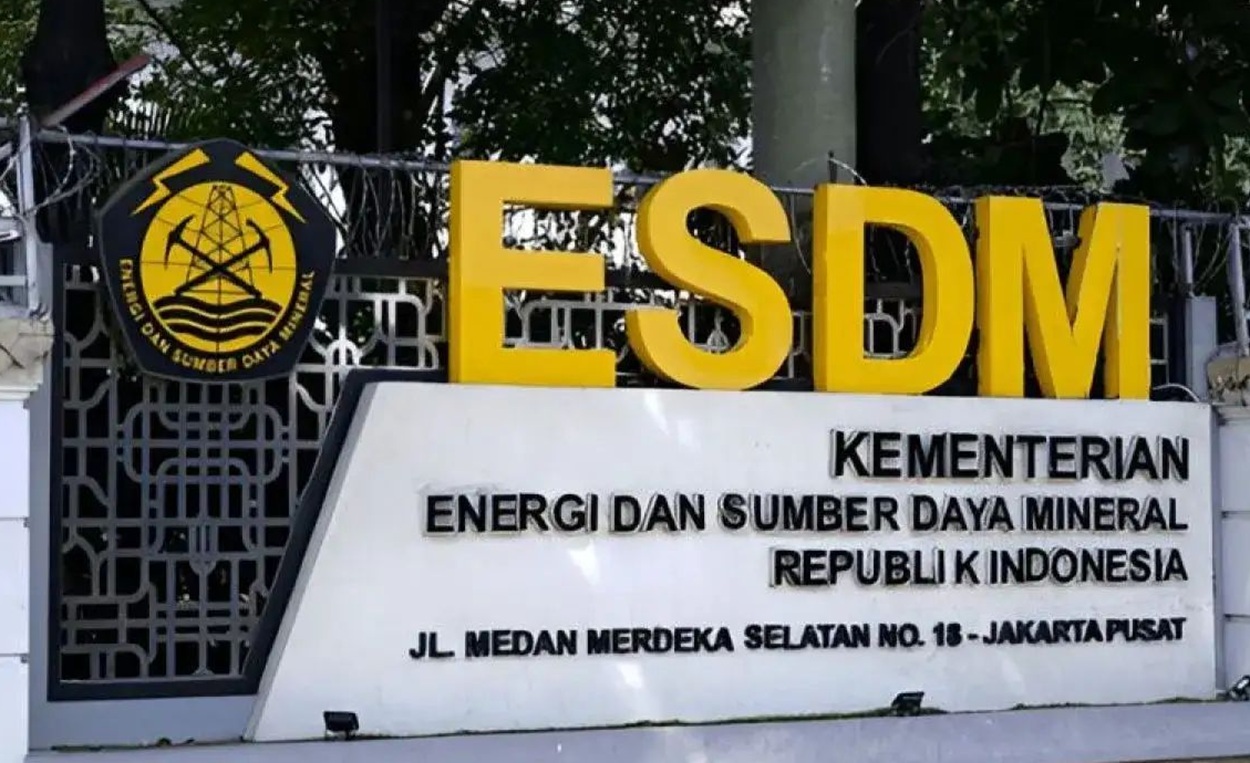 ENERGI DAN SUMBER DAYA MINERAL
ESDM
KEMENTERIAN
ENERGI DAN SUMBER DAYA MINERAL
REPUBLIK INDONESIA
JL. MEDAN MERDEKA SELATAN NO. 18 - JAKARTA PUSAT